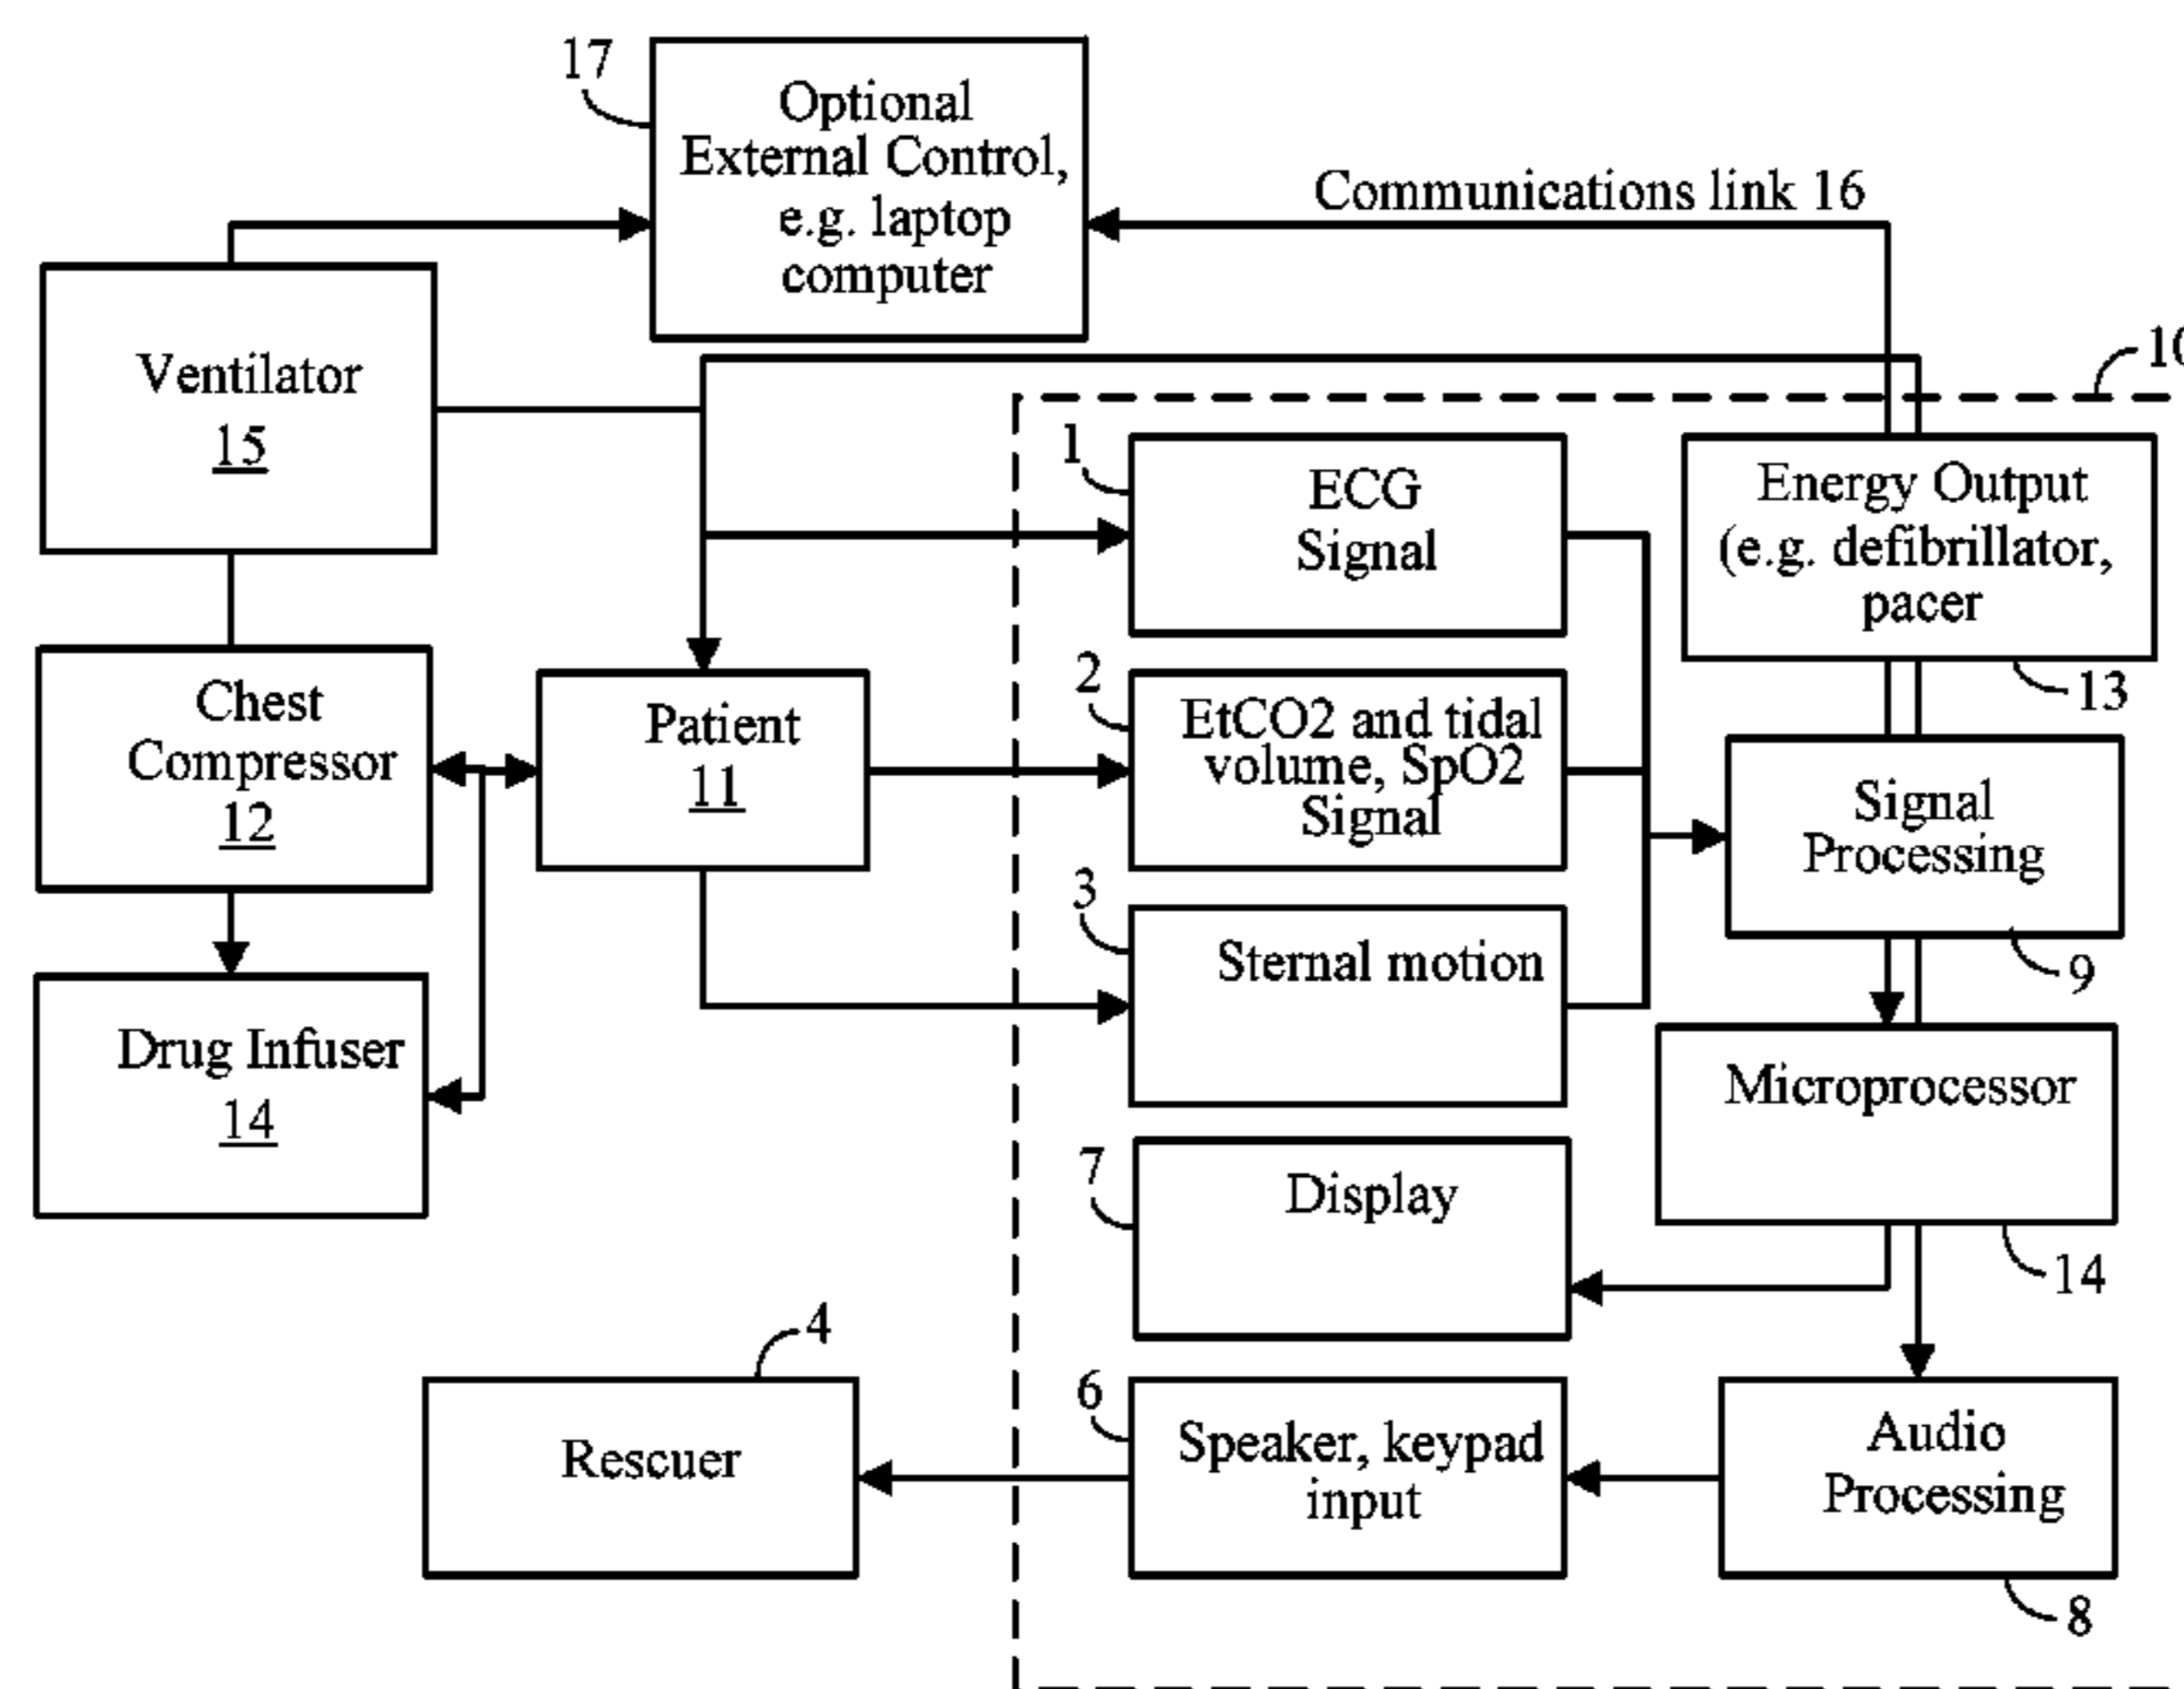 17
Optional
External Control,
e.g. laptop
computer
Communications link 16
Ventilator
15
10
1
ECG
Signal
Energy Output
(e.g. defibrillator,
pacer
13
Chest
Compressor
12
Patient
11
2
EtCO2 and tidal
volume, SpO2
Signal
Signal
Processing
9
3
Sternal motion
Drug Infuser
14
Microprocessor
14
7
Display
4
Rescuer
6
Speaker, keypad
input
Audio
Processing
8